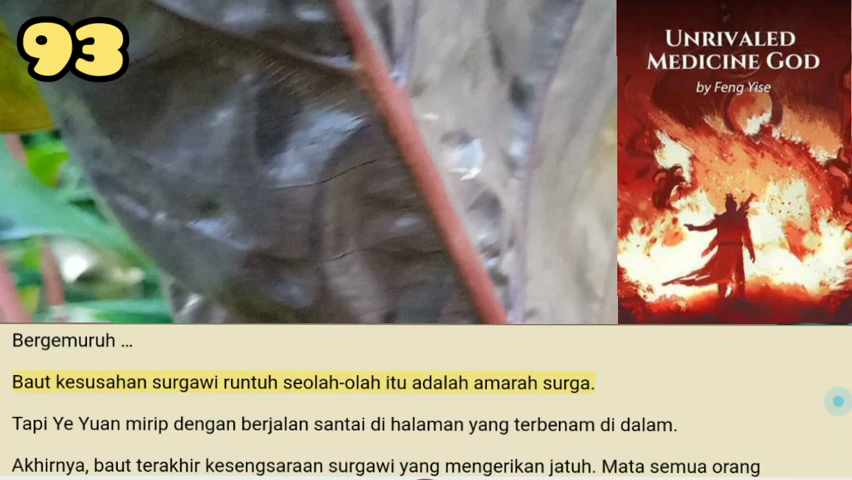 93
UNRIVALED
MEDICINE GOD
by Feng Yise
Bergemuruh ...
Baut kesusahan surgawi runtuh seolah-olah itu adalah amarah surga.
Tapi Ye Yuan mirip dengan berjalan santai di halaman yang terbenam di dalam.
Akhirnya, baut terakhir kesengsaraan surgawi yang mengerikan jatuh. Mata semua orang